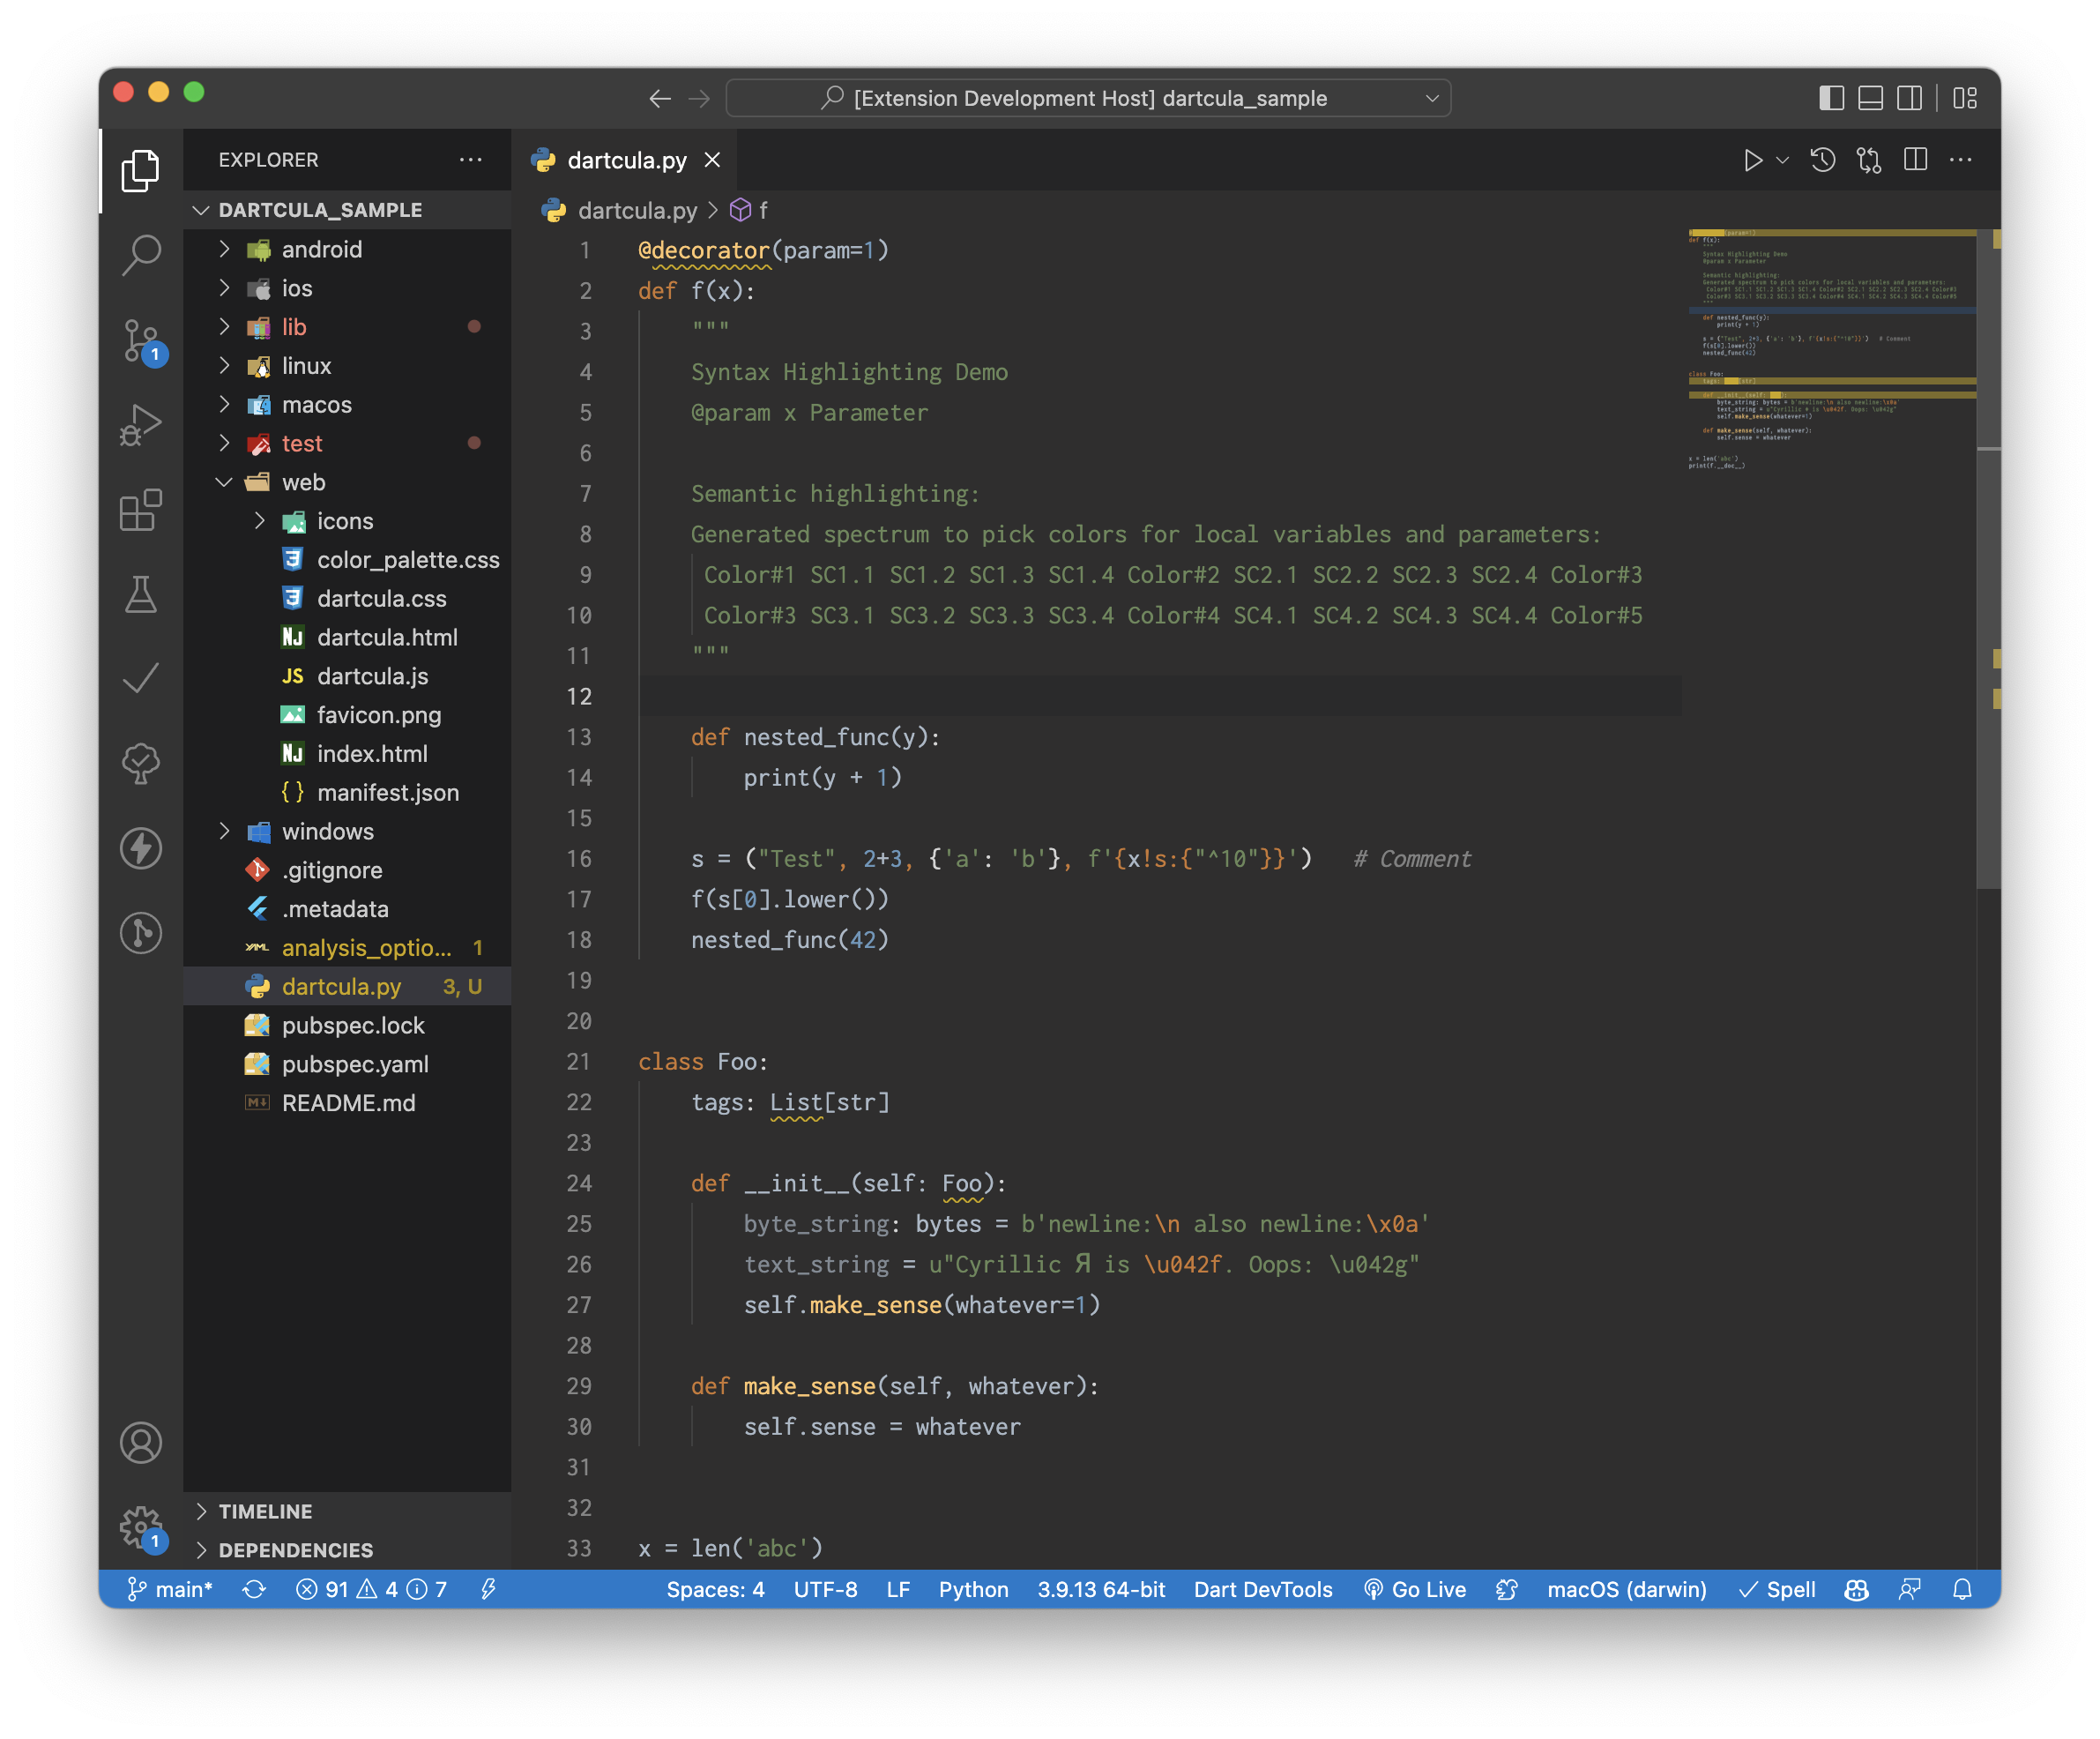 [Extension Development Host] dartcula_sample
EXPLORER
DARTCULA_SAMPLE
android
ios
lib
linux
macos
test
web
icons
color_palette.css
dartcula.css
dartcula.html
JS dartcula.js
favicon.png
index.html
{ } manifest.json
windows
.gitignore
.metadata
YAML analysis_optio... 1
dartcula.py 3, U
pubspec.lock
pubspec.yaml
README.md
TIMELINE
DEPENDENCIES
1
1
dartcula.py
dartcula.py > f
1 @decorator(param=1)
2 def f(x):
3 """
4 Syntax Highlighting Demo
5 @param x Parameter
6
7 Semantic highlighting:
8 Generated spectrum to pick colors for local variables and parameters:
9 Color#1 SC1.1 SC1.2 SC1.3 SC1.4 Color#2 SC2.1 SC2.2 SC2.3 SC2.4 Color#3
10 Color#3 SC3.1 SC3.2 SC3.3 SC3.4 Color#4 SC4.1 SC4.2 SC4.3 SC4.4 Color#5
11 """
12
13 def nested_func(y):
14 print(y + 1)
15
16 s = ("Test", 2+3, {'a': 'b'}, f'{x!s:{"^10"}}') # Comment
17 f(s[0].lower())
18 nested_func(42)
19
20
21 class Foo:
22 tags: List[str]
23
24 def __init__(self: Foo):
25 byte_string: bytes = b'newline:\n also newline:\x0a'
26 text_string = u"Cyrillic Я is \u042f. Oops: \u042g"
27 self.make_sense(whatever=1)
28
29 def make_sense(self, whatever):
30 self.sense = whatever
31
32
33 x = len('abc')
main* 91 4 7 Spaces: 4 UTF-8 LF Python 3.9.13 64-bit Dart DevTools Go Live macOS (darwin) Spell